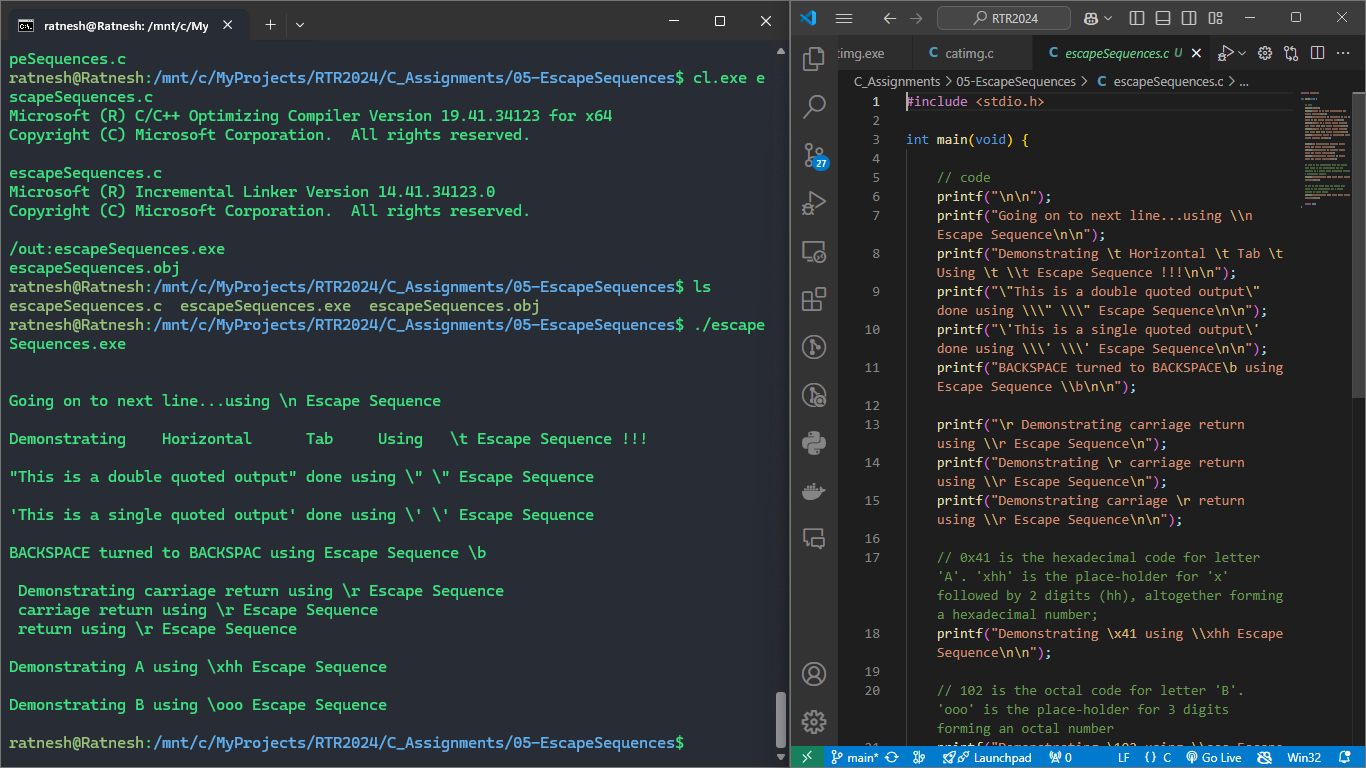 ratnesh@Ratnesh: /mnt/c/My
peSequences.c
ratnesh@Ratnesh:/mnt/c/MyProjects/RTR2024/C_Assignments/05-EscapeSequences$ cl.exe e
scapeSequences.c
Microsoft (R) C/C++ Optimizing Compiler Version 19.41.34123 for x64
Copyright (C) Microsoft Corporation.  All rights reserved.
escapeSequences.c
Microsoft (R) Incremental Linker Version 14.41.34123.0
Copyright (C) Microsoft Corporation.  All rights reserved.
/out:escapeSequences.exe
escapeSequences.obj
ratnesh@Ratnesh:/mnt/c/MyProjects/RTR2024/C_Assignments/05-EscapeSequences$ ls
escapeSequences.c  escapeSequences.exe  escapeSequences.obj
ratnesh@Ratnesh:/mnt/c/MyProjects/RTR2024/C_Assignments/05-EscapeSequences$ ./escape
Sequences.exe
Going on to next line...using \n Escape Sequence
Demonstrating    Horizontal      Tab     Using   \t Escape Sequence !!!
"This is a double quoted output" done using \" \" Escape Sequence
'This is a single quoted output' done using \' \' Escape Sequence
BACKSPACE turned to BACKSPAC using Escape Sequence \b
 Demonstrating carriage return using \r Escape Sequence
 carriage return using \r Escape Sequence
 return using \r Escape Sequence
Demonstrating A using \xhh Escape Sequence
Demonstrating B using \ooo Escape Sequence
ratnesh@Ratnesh:/mnt/c/MyProjects/RTR2024/C_Assignments/05-EscapeSequences$
RTR2024
timg.exe
C catimg.c
C escapeSequences.c U
C_Assignments > 05-EscapeSequences > C escapeSequences.c > ...
27
1 #include <stdio.h>
2
3 int main(void) {
4
5 // code
6 printf("\n\n");
7 printf("Going on to next line...using \\n
Escape Sequence\n\n");
8 printf("Demonstrating \t Horizontal \t Tab \t
Using \t \\t Escape Sequence !!!\n\n");
9 printf("\"This is a double quoted output\"
done using \\\" \\\" Escape Sequence\n\n");
10 printf("\'This is a single quoted output\'
done using \\\' \\\' Escape Sequence\n\n");
11 printf("BACKSPACE turned to BACKSPACE\b using
Escape Sequence \\b\n\n");
12
13 printf("\r Demonstrating carriage return
using \\r Escape Sequence\n");
14 printf("Demonstrating \r carriage return
using \\r Escape Sequence\n");
15 printf("Demonstrating carriage \r return
using \\r Escape Sequence\n\n");
16
17 // 0x41 is the hexadecimal code for letter
'A'. 'xhh' is the place-holder for 'x'
followed by 2 digits (hh), altogether forming
a hexadecimal number;
18 printf("Demonstrating \x41 using \\xhh Escape
Sequence\n\n");
19
20 // 102 is the octal code for letter 'B'.
'ooo' is the place-holder for 3 digits
forming an octal number
21 printf("Demonstrating \102 using \\ooo Escape
main* Launchpad 0 LF {} C Go Live Win32